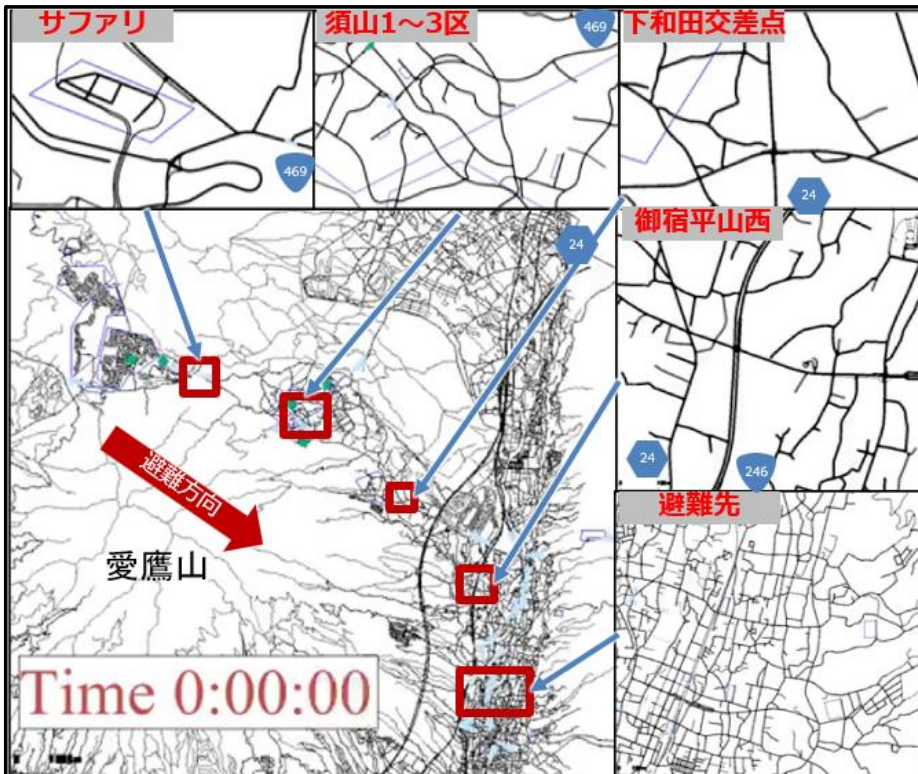 サファリ
須山1～3区
下和田交差点
469
469
24
御宿平山西
24
避難方向
愛鷹山
24
246
避難先
Time 0:00:00